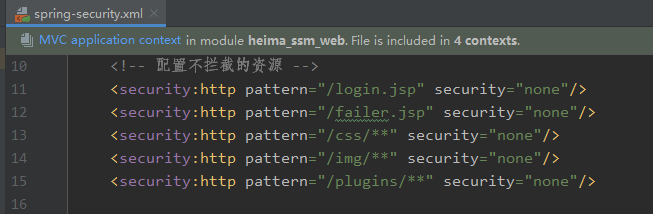 spring-security.xml ×
MVC application context in module heima_ssm_web. File is included in 4 contexts.
10 <!-- 配置不拦截的资源 -->
11 <security:http pattern="/login.jsp" security="none"/>
12 <security:http pattern="/failer.jsp" security="none"/>
13 <security:http pattern="/css/**" security="none"/>
14 <security:http pattern="/img/**" security="none"/>
15 <security:http pattern="/plugins/**" security="none"/>
16